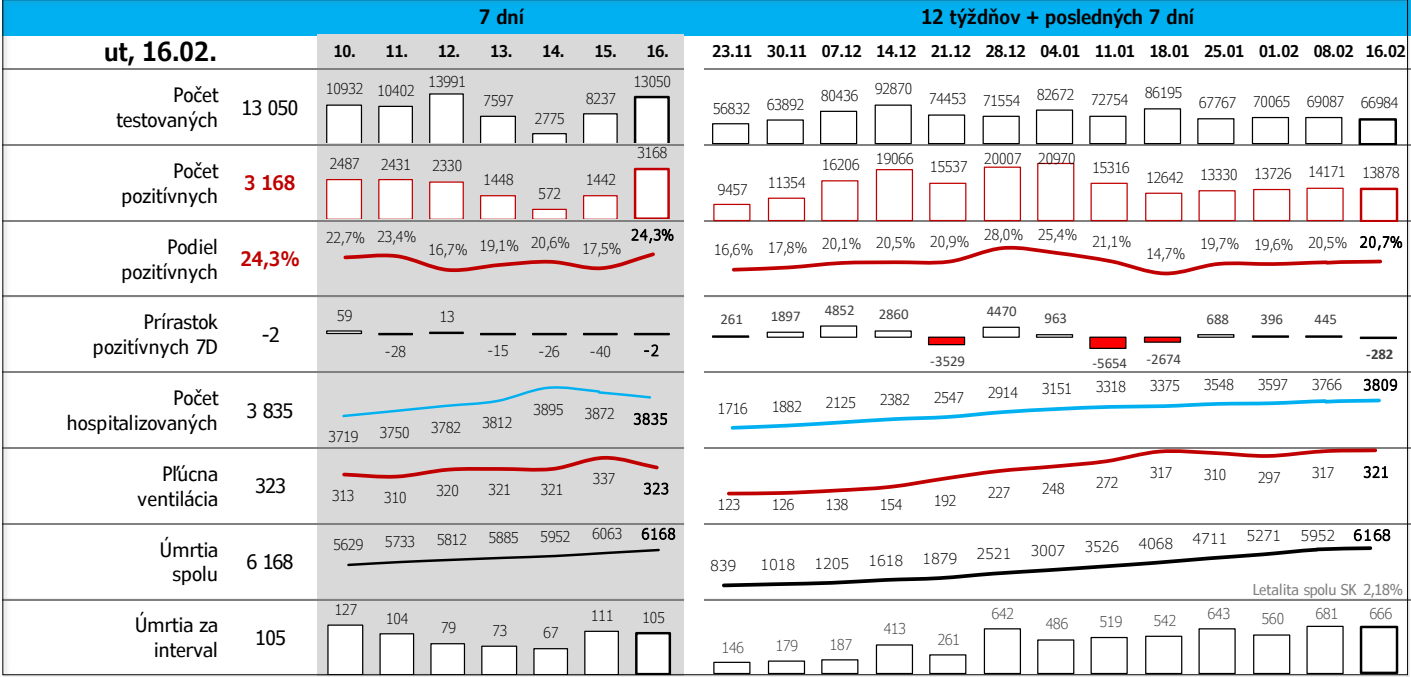 7 dní 12 týždňov + posledných 7 dní
ut, 16.02. 10. 11. 12. 13. 14. 15. 16. 23.11 30.11 07.12 14.12 21.12 28.12 04.01 11.01 18.01 25.01 01.02 08.02 16.02
Počet testovaných 13 050 10932 10402 13991 7597 2775 8237 13050 56832 63892 80436 92870 74453 71554 82672 72754 86195 67767 70065 69087 66984
Počet pozitívnych 3 168 2487 2431 2330 1448 572 1442 3168 9457 11354 16206 19066 15537 20007 20970 15316 12642 13330 13726 14171 13878
Podiel pozitívnych 24,3% 22,7% 23,4% 16,7% 19,1% 20,6% 17,5% 24,3% 16,6% 17,8% 20,1% 20,5% 20,9% 28,0% 25,4% 21,1% 14,7% 19,7% 19,6% 20,5% 20,7%
Prírastok pozitívnych 7D -2 59 -28 13 -15 -26 -40 -2 261 1897 4852 2860 -3529 4470 963 -5654 -2674 688 396 445 -282
Počet hospitalizovaných 3 835 3719 3750 3782 3812 3895 3872 3835 1716 1882 2125 2382 2547 2914 3151 3318 3375 3548 3597 3766 3809
Pľúcna ventilácia 323 313 310 320 321 321 337 323 123 126 138 154 192 227 248 272 317 310 297 317 321
Úmrtia spolu 6 168 5629 5733 5812 5885 5952 6063 6168 839 1018 1205 1618 1879 2521 3007 3526 4068 4711 5271 5952 6168
Letalita spolu SK 2,18%
Úmrtia za interval 105 127 104 79 73 67 111 105 146 179 187 413 261 642 486 519 542 643 560 681 666